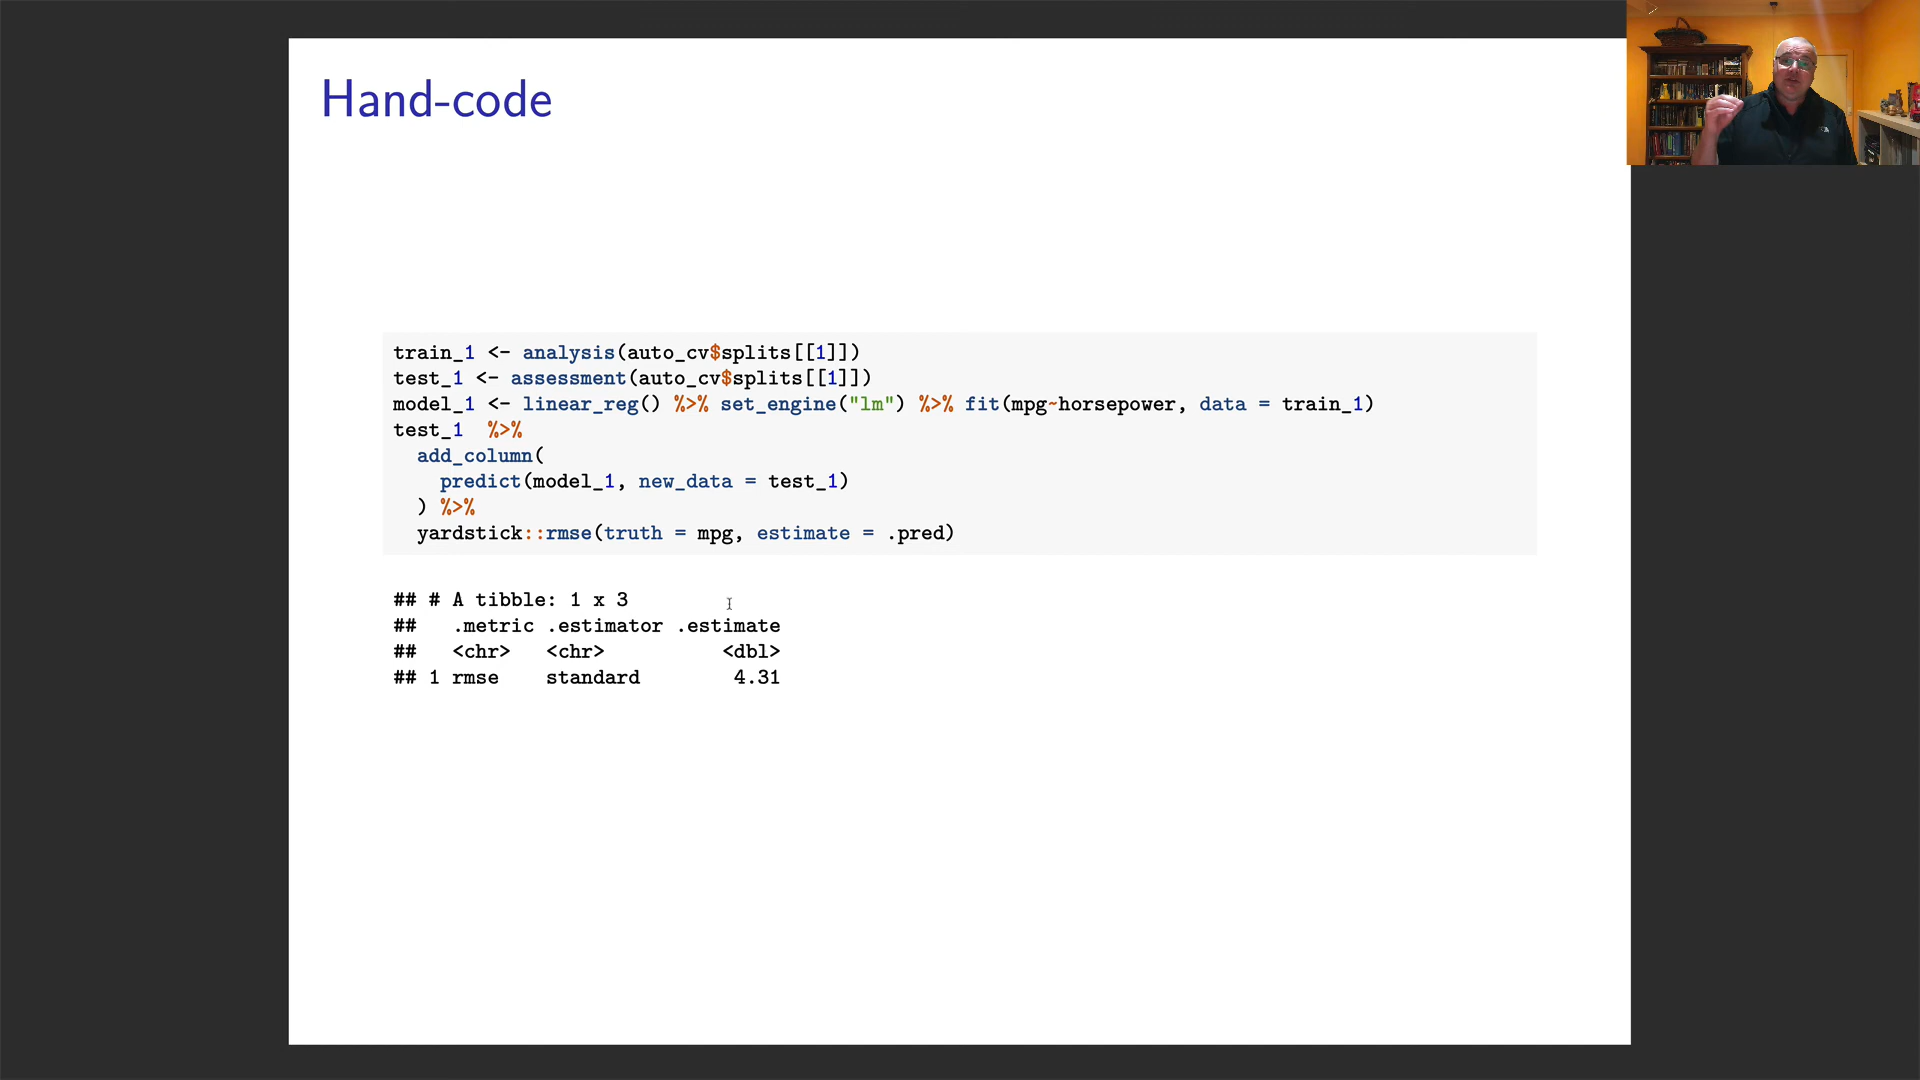 Hand-code
train_1 <- analysis(auto_cv$splits[[1]])
test_1 <- assessment(auto_cv$splits[[1]])
model_1 <- linear_reg() %>% set_engine("lm") %>% fit(mpg~horsepower, data = train_1)
test_1  %>%
  add_column(
    predict(model_1, new_data = test_1)
  ) %>%
  yardstick::rmse(truth = mpg, estimate = .pred)
## # A tibble: 1 x 3
##   .metric .estimator .estimate
##   <chr>   <chr>          <dbl>
## 1 rmse    standard        4.31